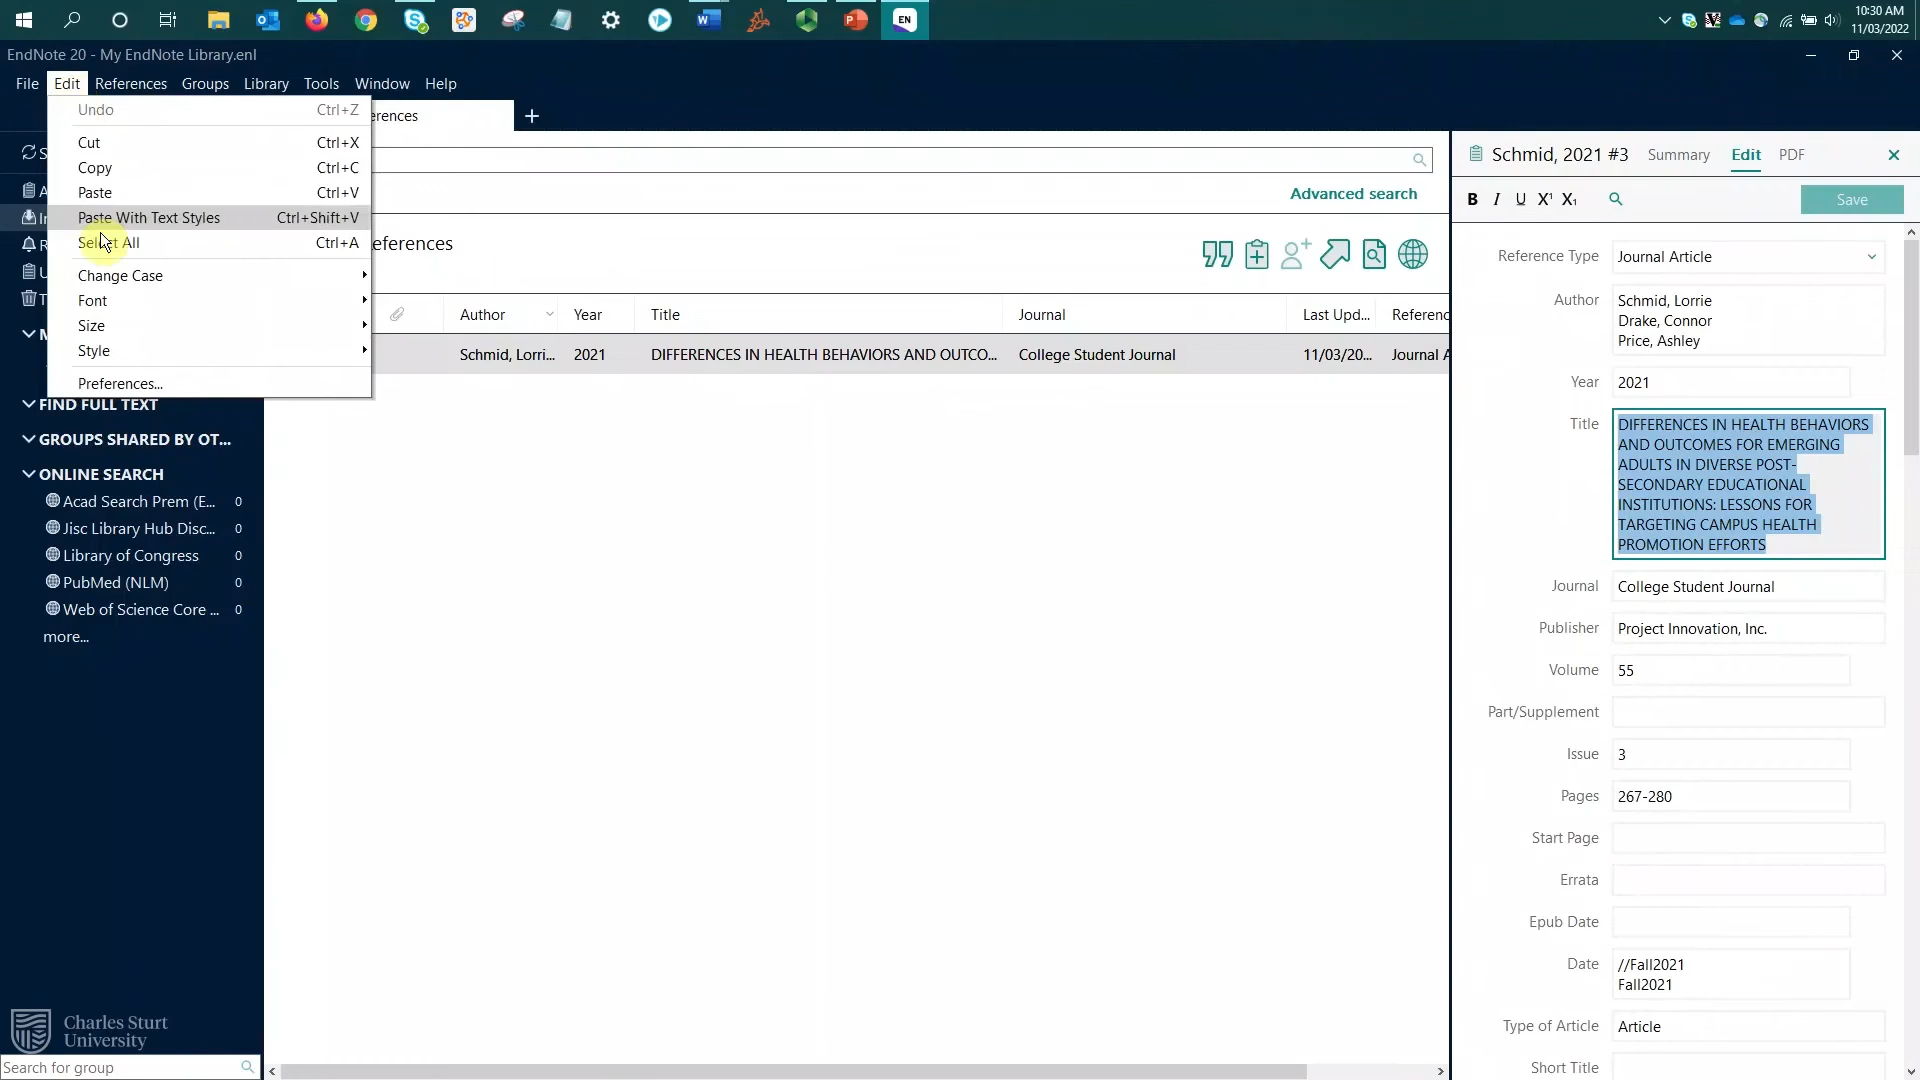 EN
10:30 AM
11/03/2022
EndNote 20 - My EndNote Library.enl
File Edit References Groups Library Tools Window Help
Undo Ctrl+Z
Cut Ctrl+X
Copy Ctrl+C
Paste Ctrl+V
Paste With Text Styles Ctrl+Shift+V
Select All Ctrl+A
Change Case
Font
Size
Style
Preferences...
FIND FULL TEXT
GROUPS SHARED BY OT...
ONLINE SEARCH
Acad Search Prem (E... 0
Jisc Library Hub Disc... 0
Library of Congress 0
PubMed (NLM) 0
Web of Science Core ... 0
more...
Charles Sturt
University
Search for group
erences
Advanced search
eferences
Author Year Title Journal Last Upd... Referenc
Schmid, Lorri... 2021 DIFFERENCES IN HEALTH BEHAVIORS AND OUTCO... College Student Journal 11/03/20... Journal A
Schmid, 2021 #3 Summary Edit PDF
B I U X¹ X₁ Save
Reference Type Journal Article
Author Schmid, Lorrie
Drake, Connor
Price, Ashley
Year 2021
Title DIFFERENCES IN HEALTH BEHAVIORS
AND OUTCOMES FOR EMERGING
ADULTS IN DIVERSE POST-
SECONDARY EDUCATIONAL
INSTITUTIONS: LESSONS FOR
TARGETING CAMPUS HEALTH
PROMOTION EFFORTS
Journal College Student Journal
Publisher Project Innovation, Inc.
Volume 55
Part/Supplement
Issue 3
Pages 267-280
Start Page
Errata
Epub Date
Date //Fall2021
Fall2021
Type of Article Article
Short Title